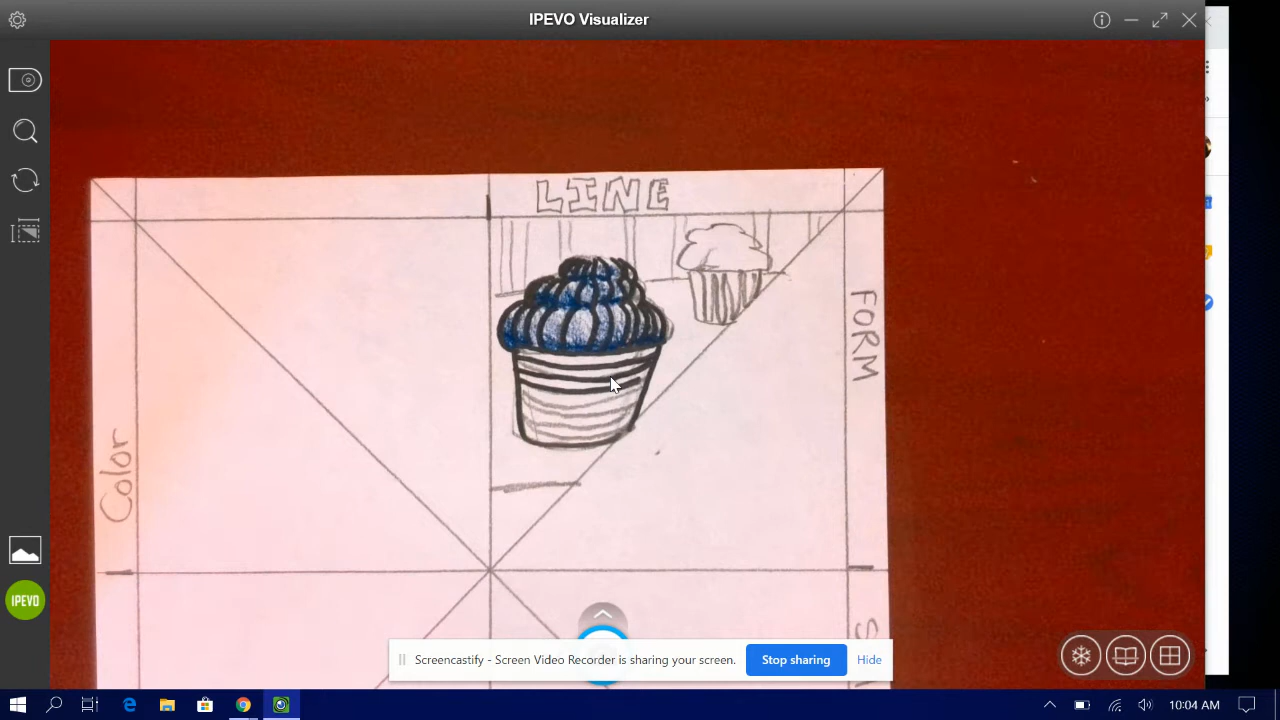 IPEVO Visualizer
LINE
FORM
Color
IPEVO
Screencastify - Screen Video Recorder is sharing your screen.
Stop sharing
Hide
10:04 AM